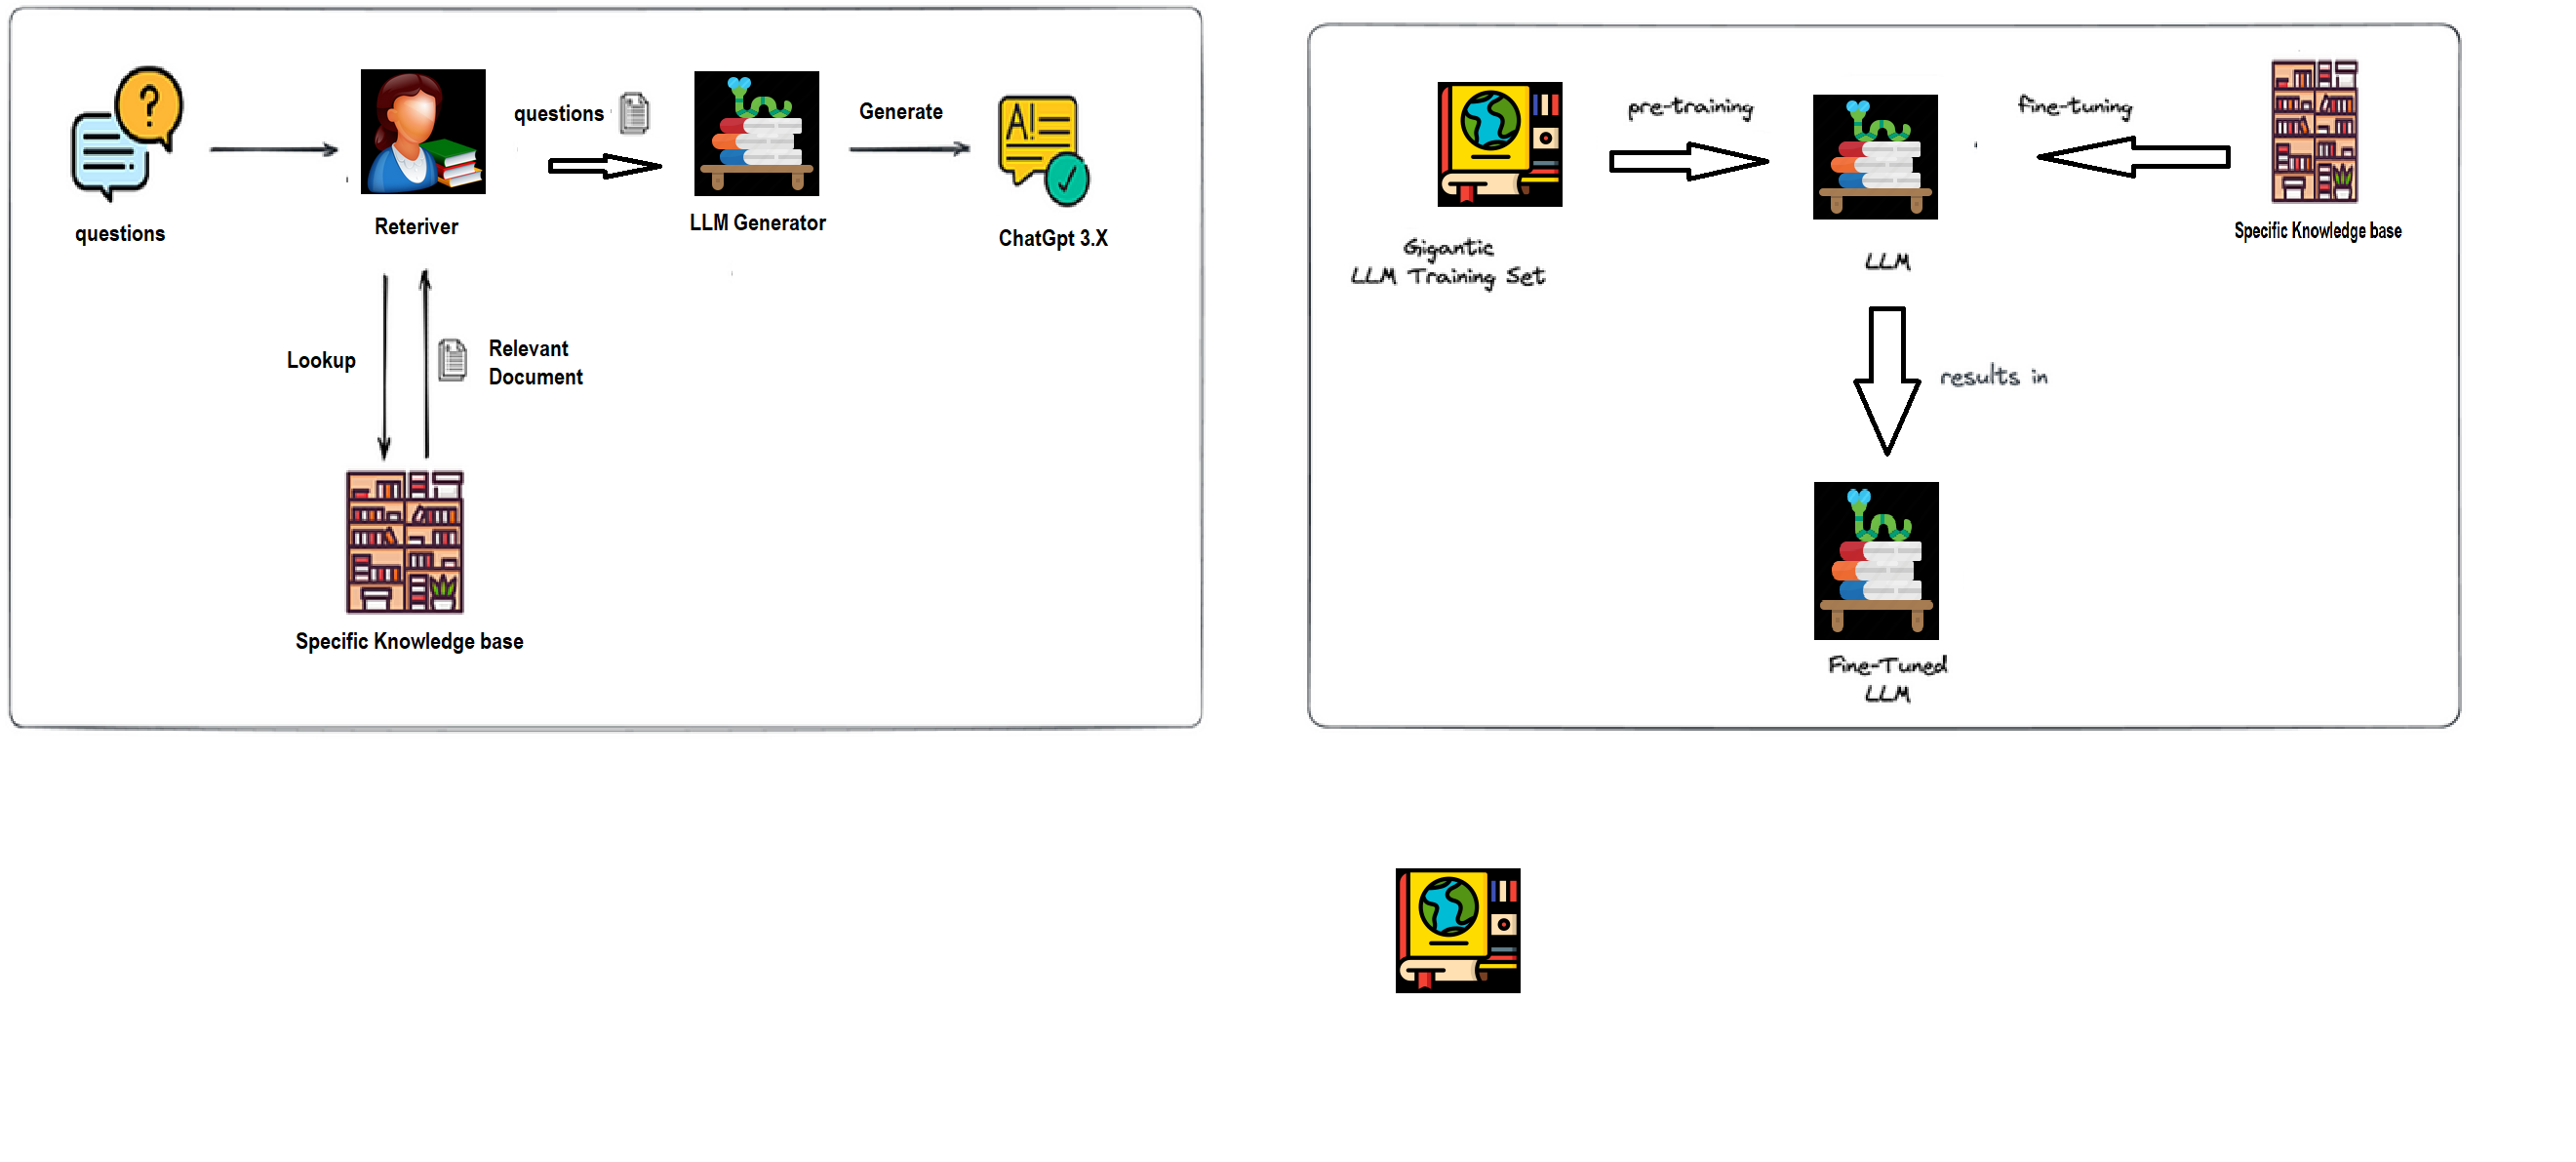 questions
Reteriver
questions
LLM Generator
Generate
A!
ChatGpt 3.X
Lookup
Relevant
Document
Specific Knowledge base
Gigantic
LLM Training Set
pre-training
LLM
fine-tuning
Specific Knowledge base
results in
Fine-Tuned
LLM
?